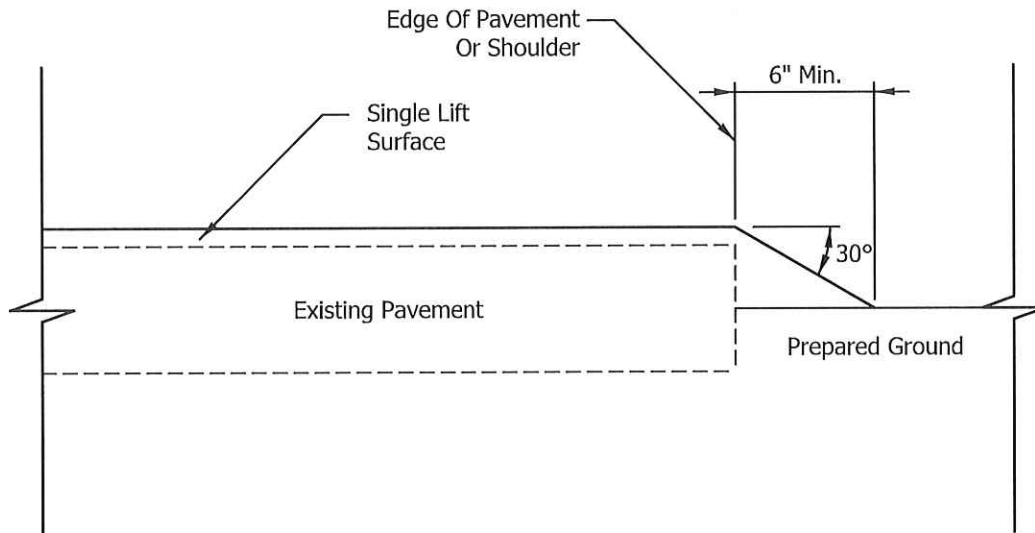 Edge Of Pavement
Or Shoulder
6" Min.
Single Lift
Surface
30°
Existing Pavement
Prepared Ground